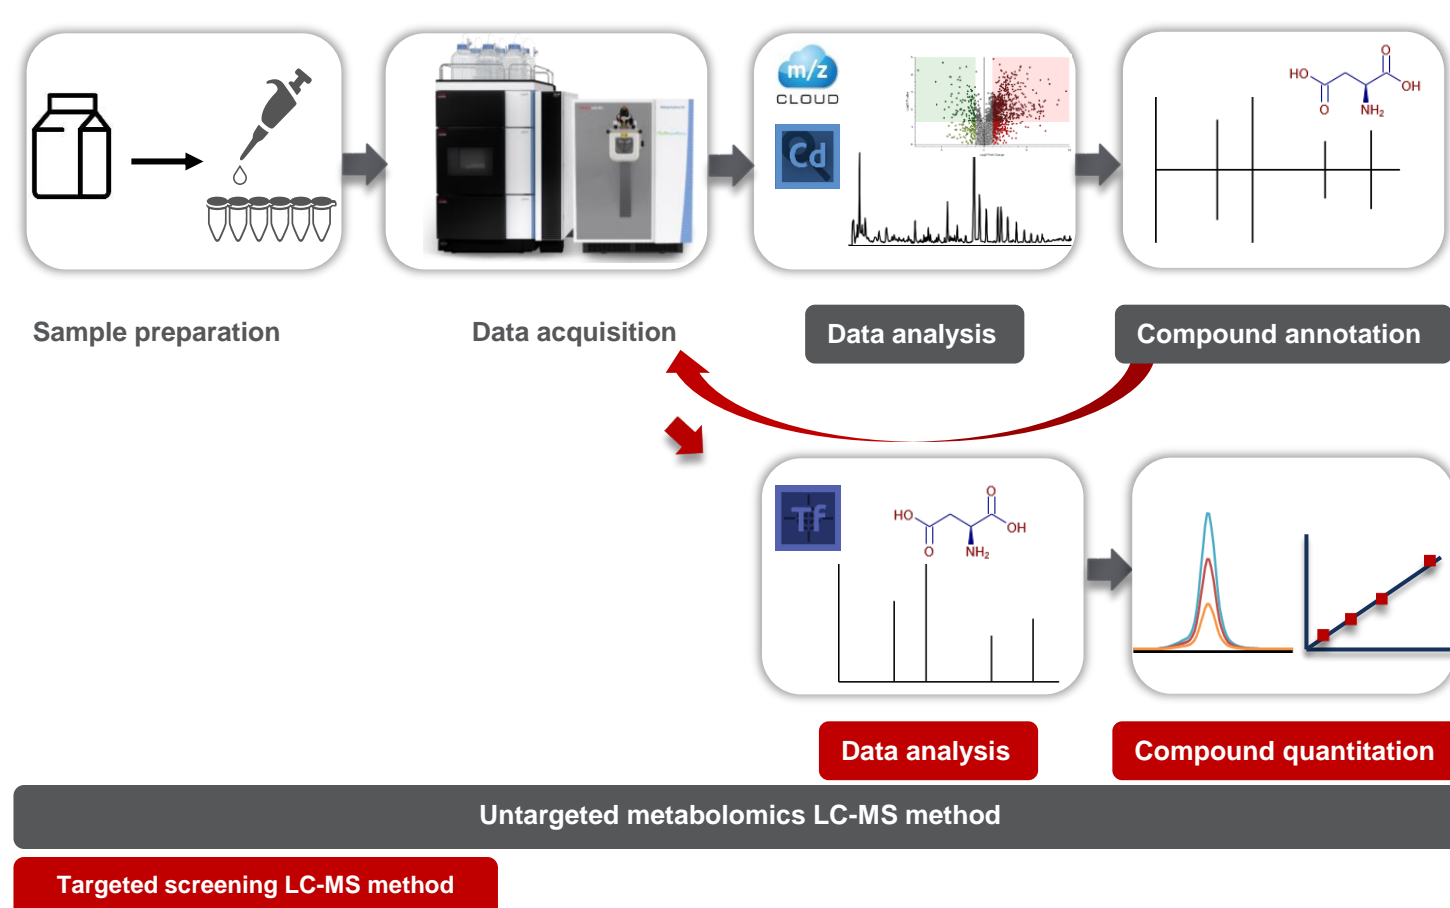 m/z
CLOUD
Cd
HO
O
O
OH
NH₂
Sample preparation
Data acquisition
Data analysis
Compound annotation
Tf
HO
O
O
OH
NH₂
Data analysis
Compound quantitation
Untargeted metabolomics LC-MS method
Targeted screening LC-MS method